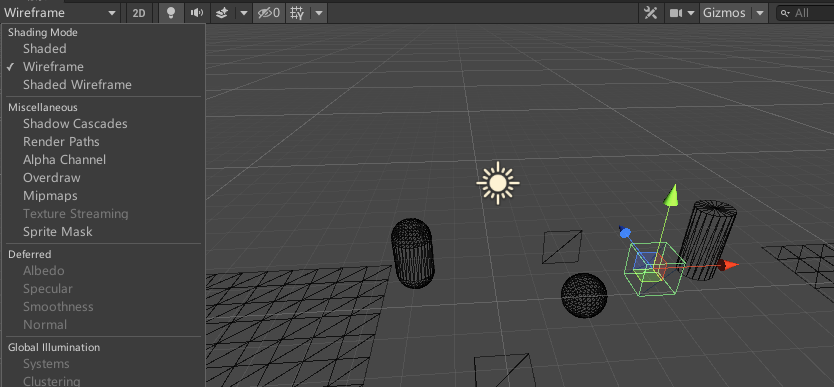 Wireframe 2D 0 Gizmos All
Shading Mode
Shaded
Wireframe
Shaded Wireframe
Miscellaneous
Shadow Cascades
Render Paths
Alpha Channel
Overdraw
Mipmaps
Texture Streaming
Sprite Mask
Deferred
Albedo
Specular
Smoothness
Normal
Global Illumination
Systems
Clustering